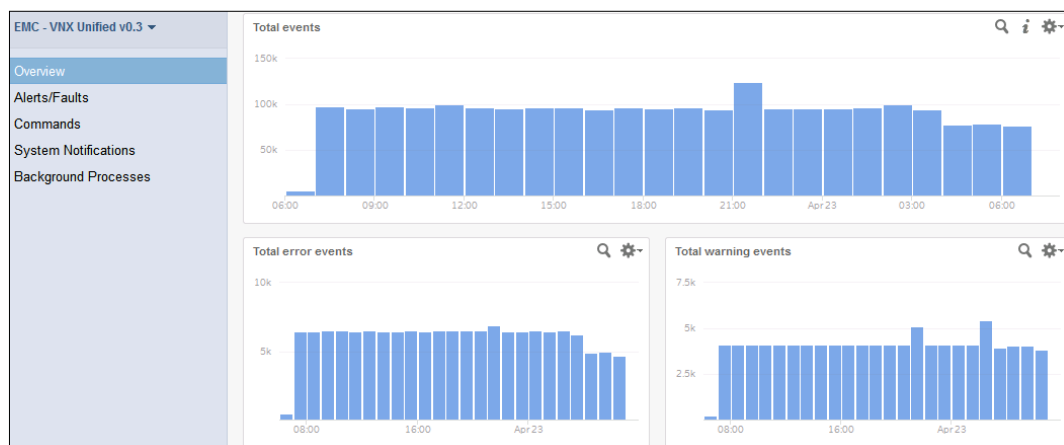 EMC - VNX Unified v0.3
Overview
Alerts/Faults
Commands
System Notifications
Background Processes
Total events
150k
100k
50k
06:00 09:00 12:00 15:00 18:00 21:00 Apr 23 03:00 06:00
Total error events
10k
5k
08:00 16:00 Apr 23
Total warning events
7.5k
5k
2.5k
08:00 16:00 Apr 23